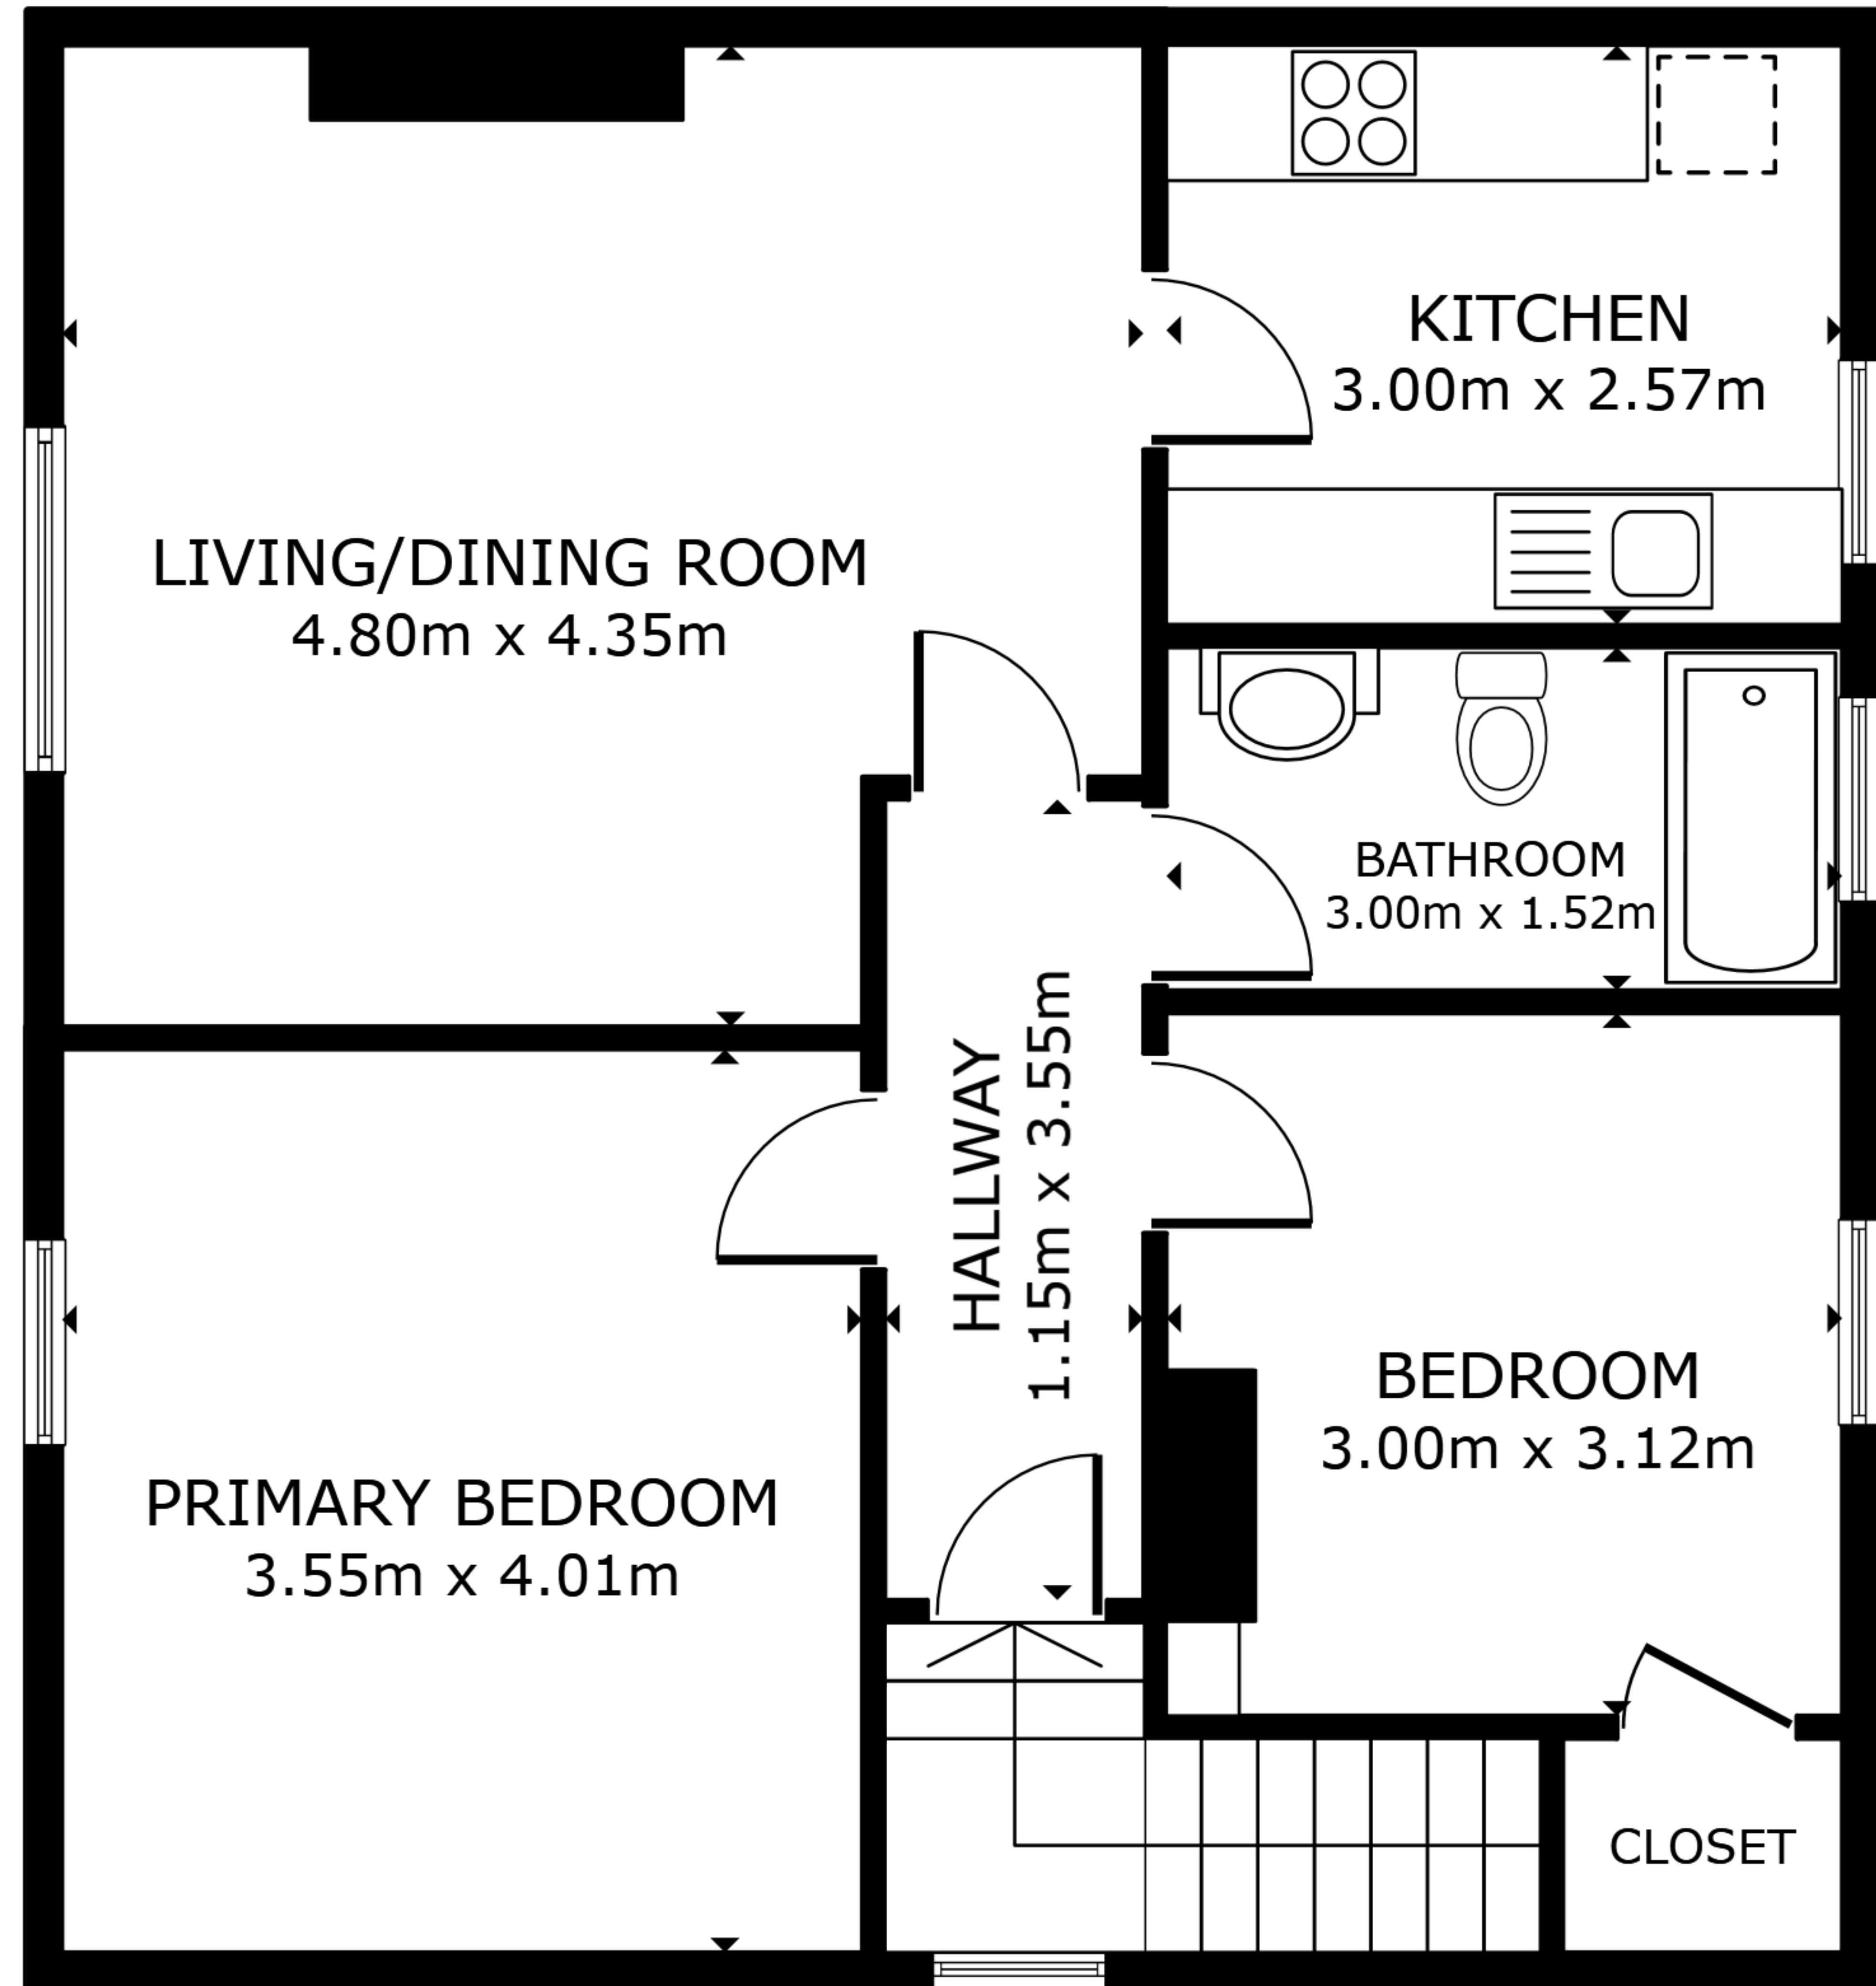 KITCHEN
3.00m x 2.57m
LIVING/DINING ROOM
4.80m x 4.35m
BATHROOM
3.00m x 1.52m
HALLWAY
1.15m x 3.55m
BEDROOM
3.00m x 3.12m
PRIMARY BEDROOM
3.55m x 4.01m
CLOSET